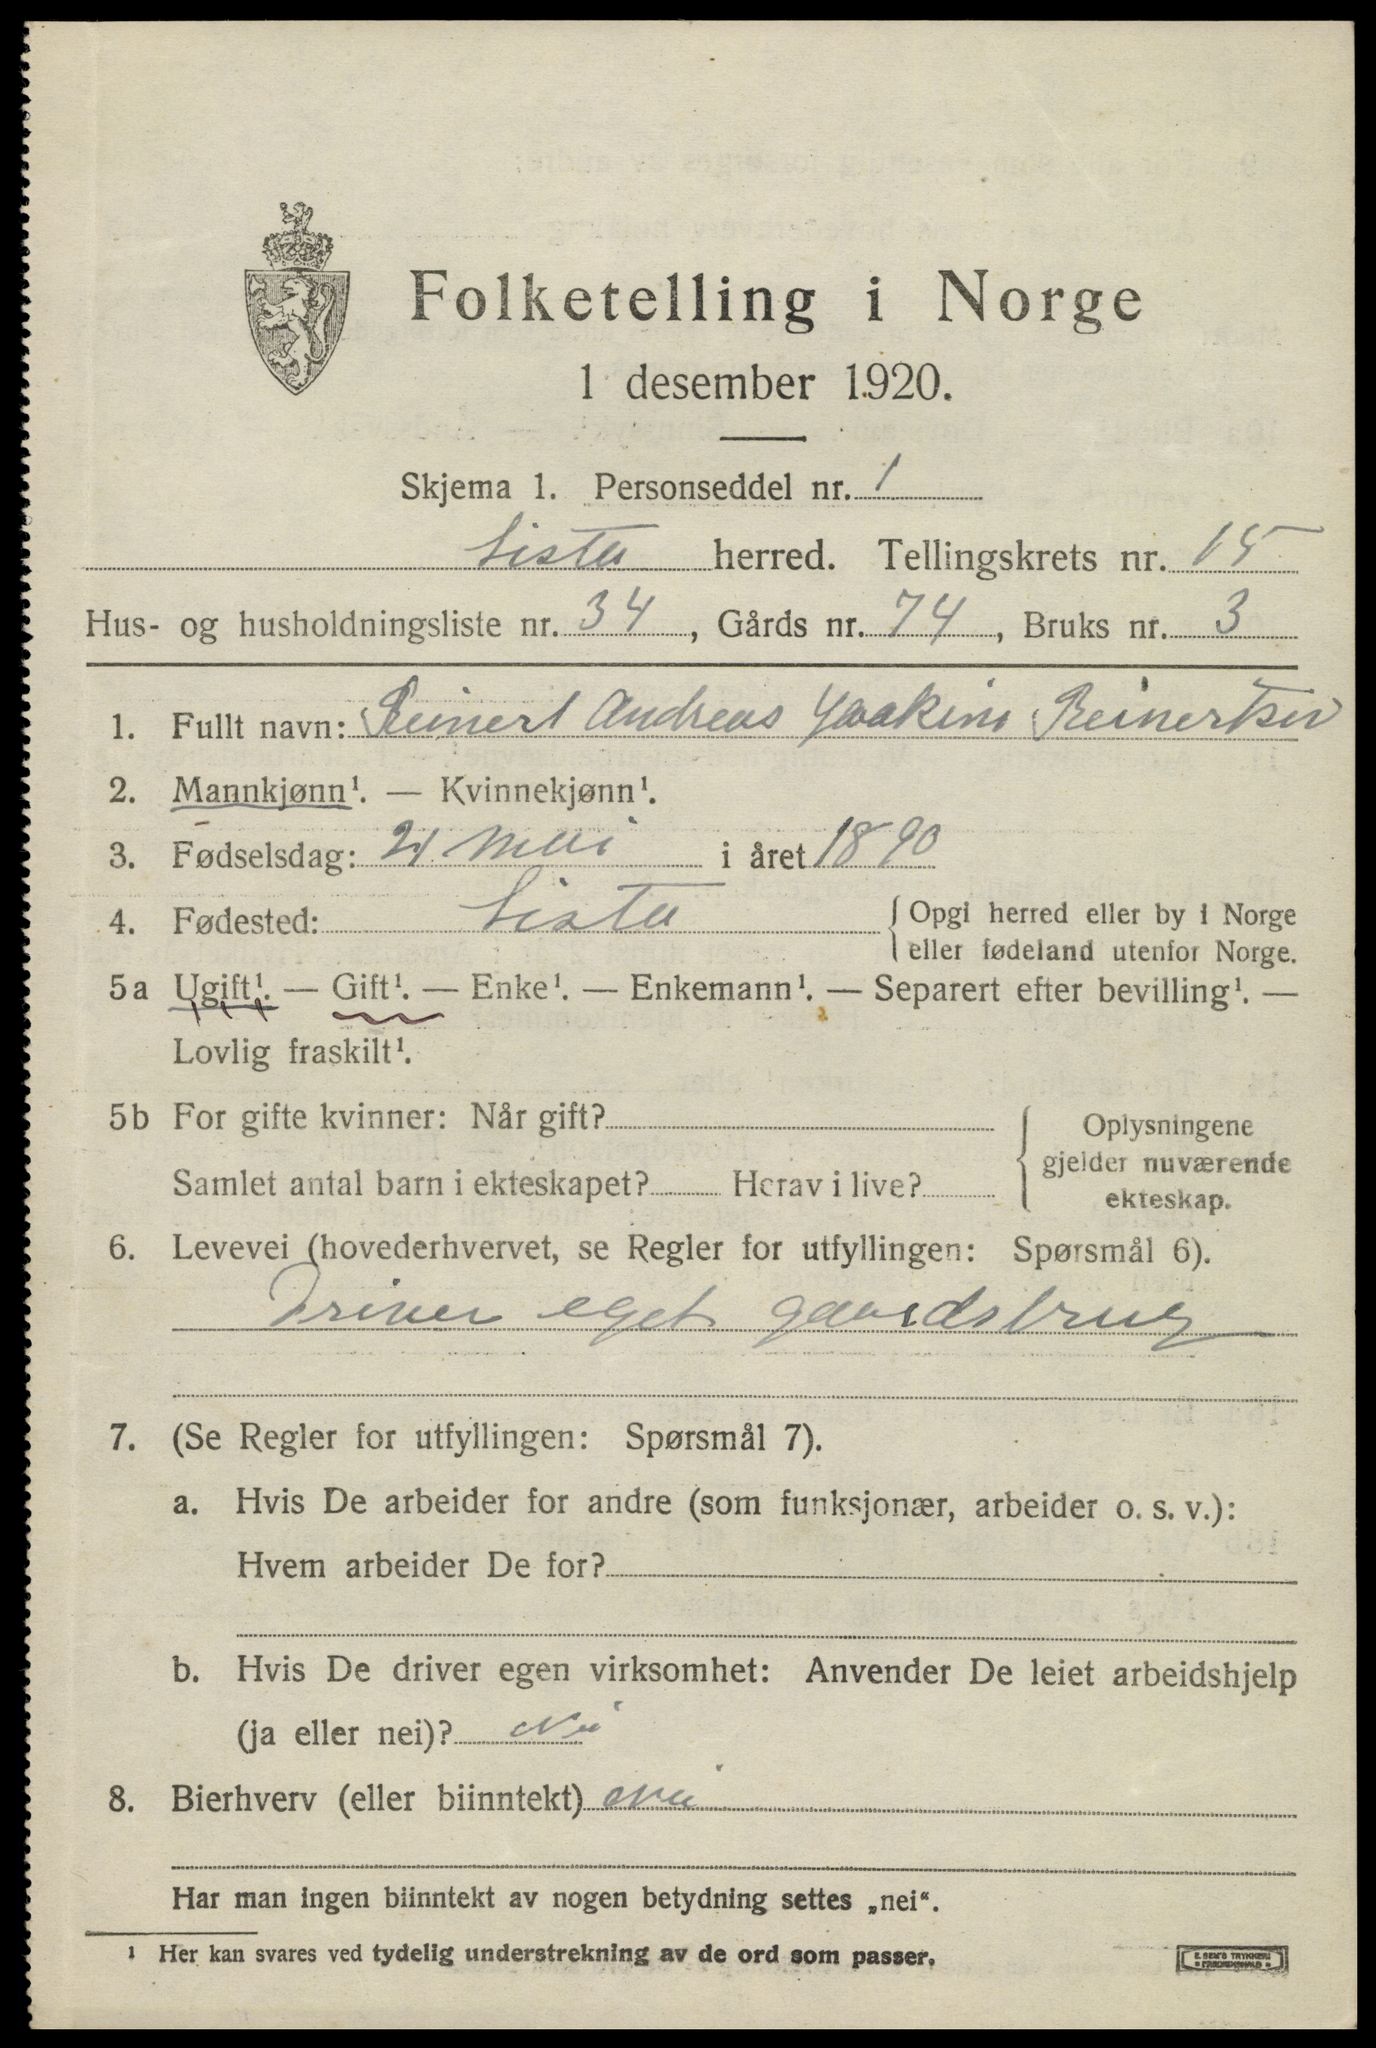 Folketelling i Norge
1 desember 1920.
Skjema 1. Personseddel nr. 1
Lista herred. Tellingskrets nr. 15
Hus- og husholdningsliste nr. 34, Gårds nr. 74, Bruks nr. 3
1. Fullt navn: Reinert Andreas Joakim Reinertsen
2. Mannkjønn¹. — Kvinnekjønn¹.
3. Fødselsdag: 21 Mai i året 1890
4. Fødested: Lista {Opgi herred eller by i Norge
eller fødeland utenfor Norge.
5a Ugift¹. — Gift¹. — Enke¹. — Enkemann¹. — Separert efter bevilling¹. —
Lovlig fraskilt¹.
5b For gifte kvinner: Når gift? Oplysningene
gjelder nuværende
Samlet antal barn i ekteskapet? Herav i live? ekteskap.
6. Levevei (hovederhvervet, se Regler for utfyllingen: Spørsmål 6).
Driver eget gaardsbrug
7. (Se Regler for utfyllingen: Spørsmål 7).
a. Hvis De arbeider for andre (som funksjonær, arbeider o. s. v.):
Hvem arbeider De for?
b. Hvis De driver egen virksomhet: Anvender De leiet arbeidshjelp
(ja eller nei)? nei
8. Bierhverv (eller biinntekt) nei
Har man ingen biinntekt av nogen betydning settes „nei“.
¹ Her kan svares ved tydelig understrekning av de ord som passer.
E. SEM'S TRYKKERI
FREDRIKSHALD